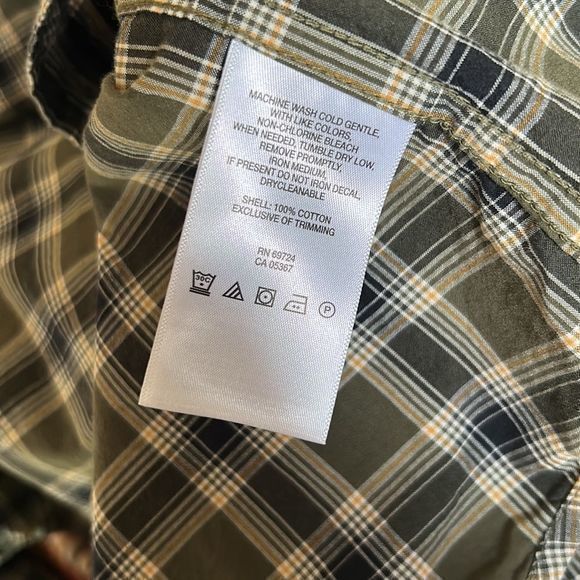 MACHINE WASH COLD GENTLE,
WITH LIKE COLORS,
NON-CHLORINE BLEACH
WHEN NEEDED, TUMBLE DRY LOW,
REMOVE PROMPTLY,
IRON MEDIUM,
IF PRESENT DO NOT IRON DECAL,
DRYCLEANABLE
SHELL: 100% COTTON
EXCLUSIVE OF TRIMMING
RN 69724
CA 05367
30C P